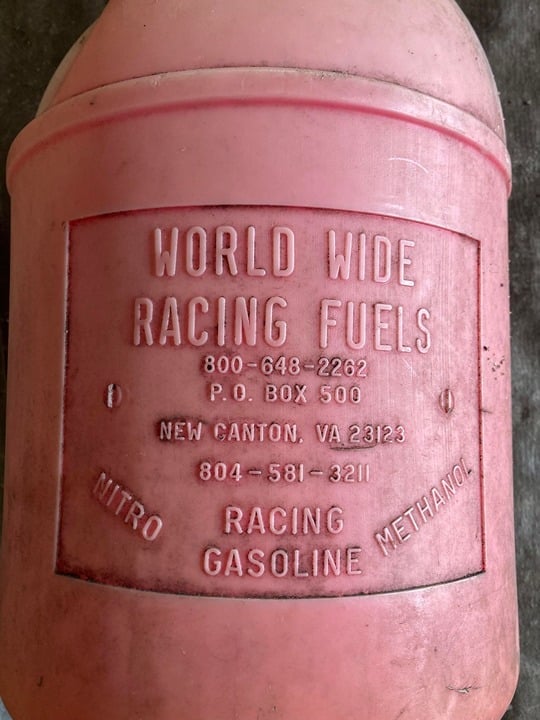 WORLD WIDE
RACING FUELS
800-648-2262
P.O. BOX 500
NEW CANTON, VA 23123
804-581-3211
NITRO
RACING
GASOLINE
METHANOL